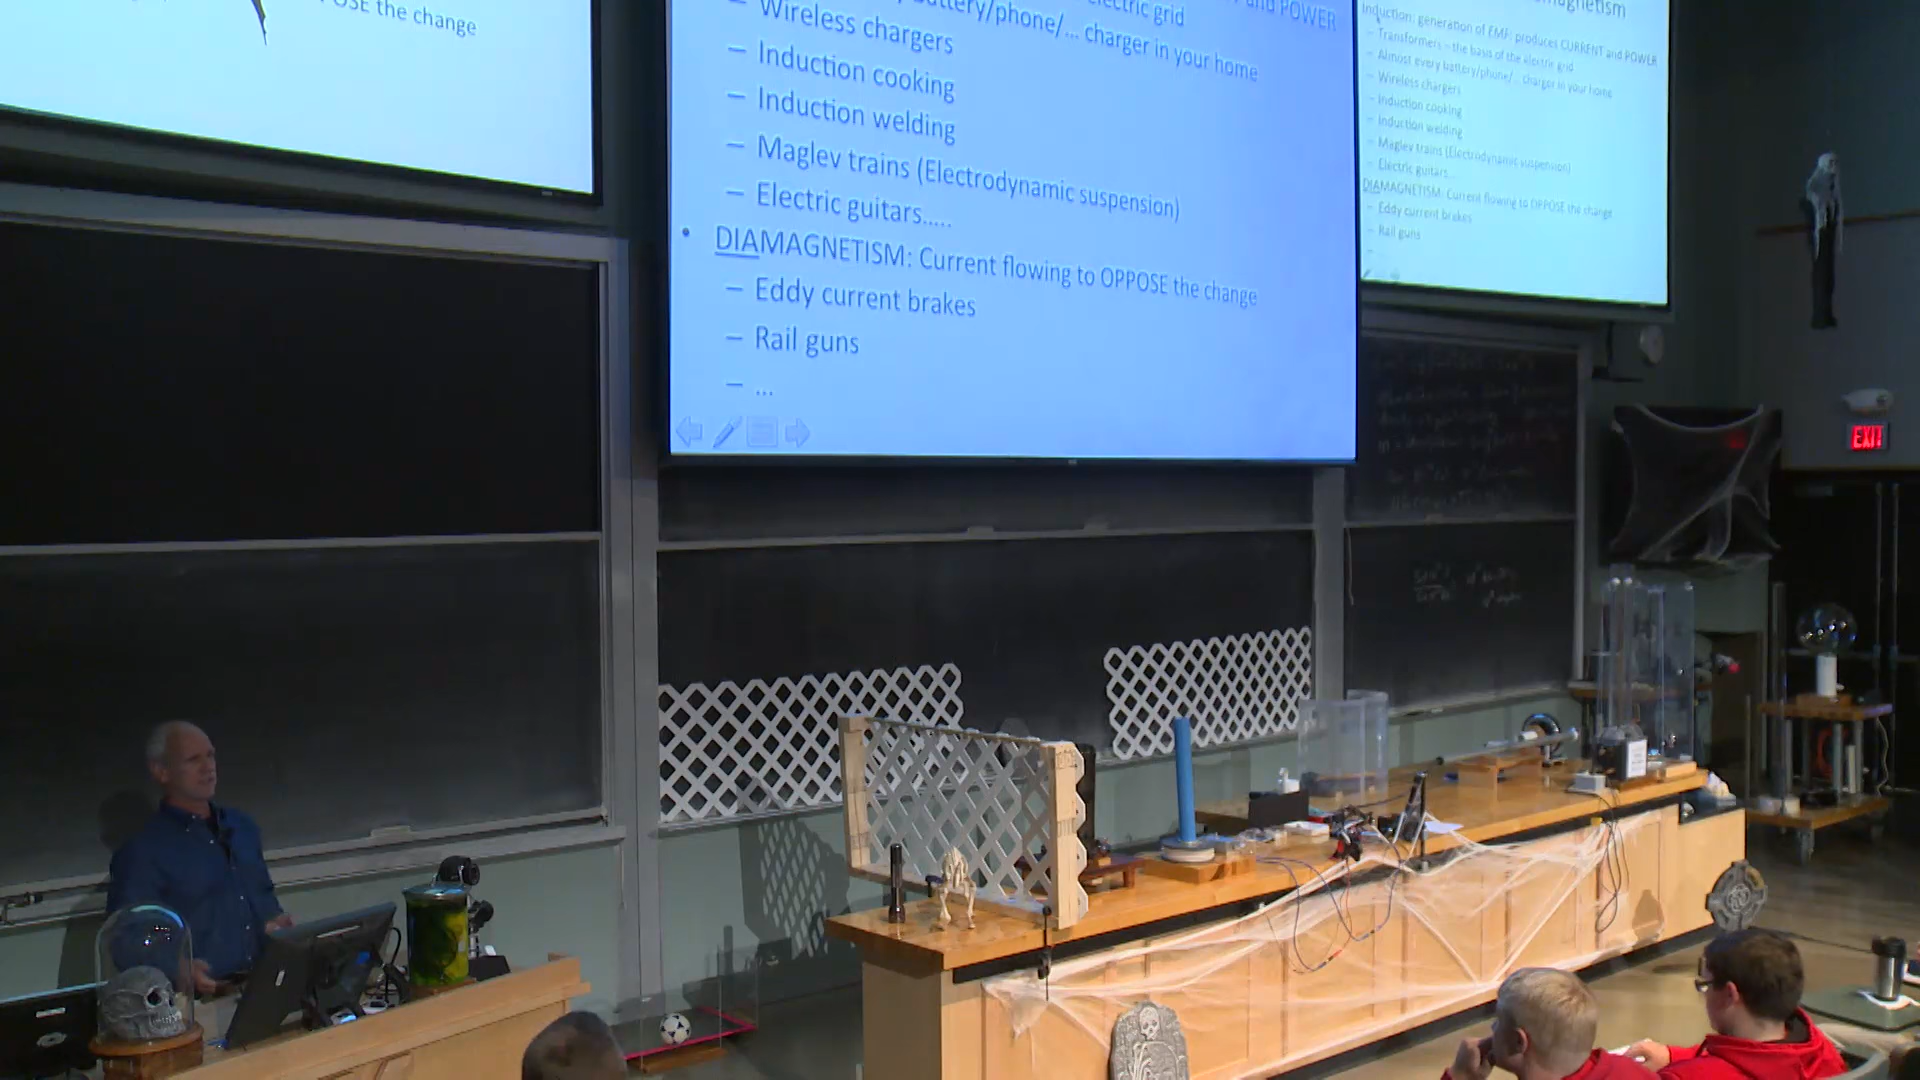 OSE the change
electric grid
and POWER
battery/phone/... charger in your home
– Wireless chargers
– Induction cooking
– Induction welding
– Maglev trains (Electrodynamic suspension)
– Electric guitars.....
• DIAMAGNETISM: Current flowing to OPPOSE the change
– Eddy current brakes
– Rail guns
– ...
magnetism
Induction: generation of EMF: produces CURRENT and POWER
– Transformers – the basis of the electric grid
– Almost every battery/phone/... charger in your home
– Wireless chargers
– Induction cooking
– Induction welding
– Maglev trains (Electrodynamic suspension)
– Electric guitars.....
DIAMAGNETISM: Current flowing to OPPOSE the change
– Eddy current brakes
– Rail guns
EXIT